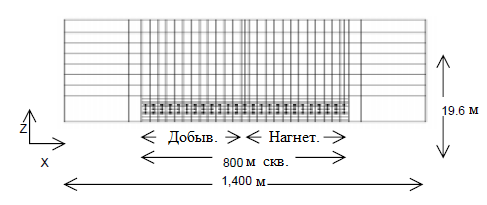 19.6 м
Z
X
Добыв. Нагнет.
800 м скв.
1,400 м